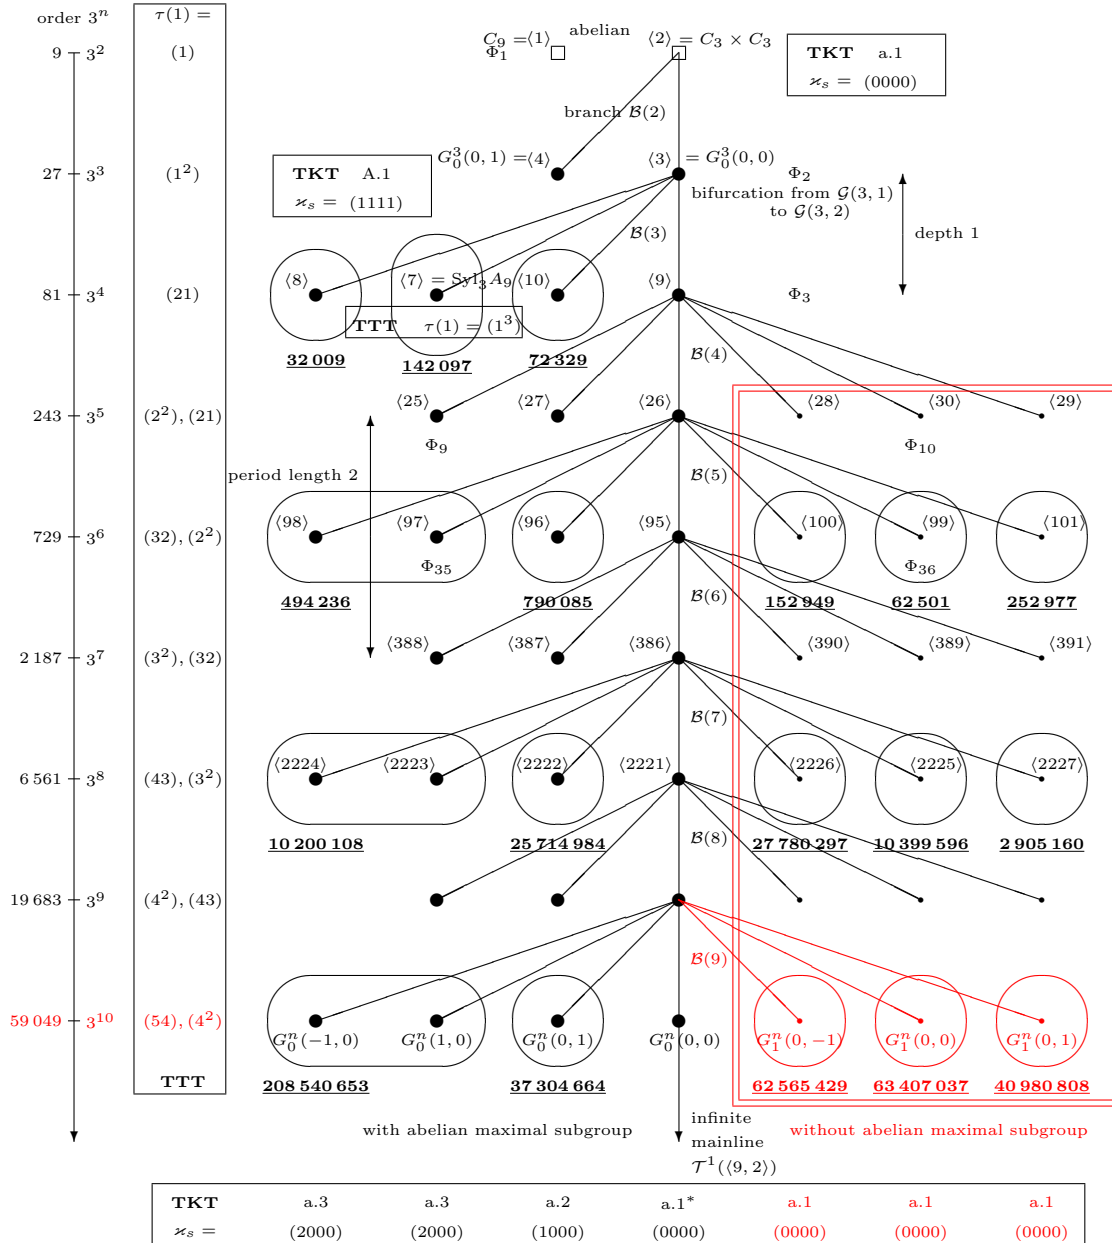 order 3^n
τ(1) =
C_9 = ⟨1⟩ abelian ⟨2⟩ = C_3 × C_3
9 3^2 (1) Φ_1
TKT a.1
ϰ_s = (0000)
branch B(2)
G_0^3(0,1) = ⟨4⟩ ⟨3⟩ = G_0^3(0,0)
27 3^3 (1^2) Φ_2
TKT A.1
ϰ_s = (1111)
bifurcation from G(3,1)
to G(3,2)
B(3) depth 1
⟨8⟩ ⟨7⟩ = Syl_3 A_9 ⟨10⟩ ⟨9⟩
81 3^4 (21) Φ_3
TTT τ(1) = (1^3)
32 009 142 097 72 329 B(4)
⟨25⟩ ⟨27⟩ ⟨26⟩ ⟨28⟩ ⟨30⟩ ⟨29⟩
243 3^5 (2^2), (21)
Φ_9 Φ_10
period length 2 B(5)
⟨98⟩ ⟨97⟩ ⟨96⟩ ⟨95⟩ ⟨100⟩ ⟨99⟩ ⟨101⟩
729 3^6 (32), (2^2)
Φ_35 Φ_36
494 236 790 085 B(6) 152 949 62 501 252 977
⟨388⟩ ⟨387⟩ ⟨386⟩ ⟨390⟩ ⟨389⟩ ⟨391⟩
2 187 3^7 (3^2), (32)
B(7)
⟨2224⟩ ⟨2223⟩ ⟨2222⟩ ⟨2221⟩ ⟨2226⟩ ⟨2225⟩ ⟨2227⟩
6 561 3^8 (43), (3^2)
10 200 108 25 714 984 B(8) 27 780 297 10 399 596 2 905 160
19 683 3^9 (4^2), (43)
B(9)
59 049 3^10 (54), (4^2)
G_0^n(−1,0) G_0^n(1,0) G_0^n(0,1) G_0^n(0,0) G_1^n(0,−1) G_1^n(0,0) G_1^n(0,1)
TTT 208 540 653 37 304 664 62 565 429 63 407 037 40 980 808
infinite
with abelian maximal subgroup mainline without abelian maximal subgroup
T^1(⟨9,2⟩)
TKT a.3 a.3 a.2 a.1* a.1 a.1 a.1
ϰ_s = (2000) (2000) (1000) (0000) (0000) (0000) (0000)